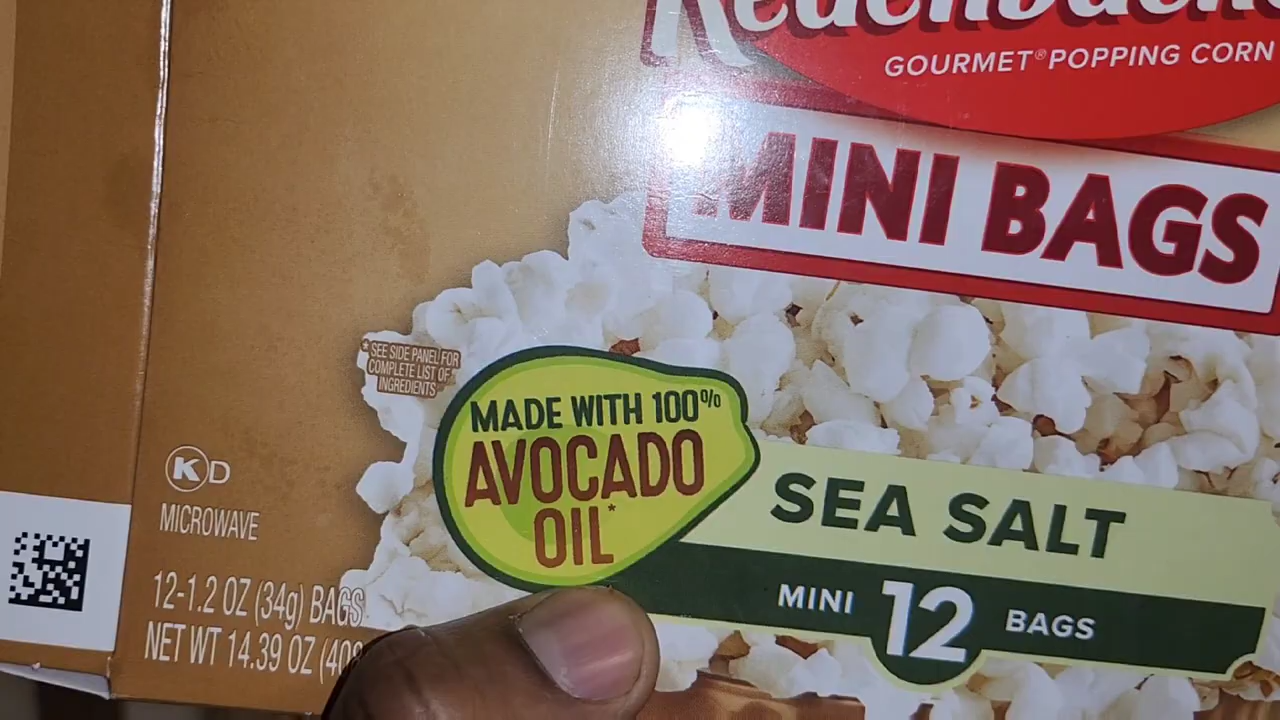 GOURMET® POPPING CORN
MINI BAGS
*SEE SIDE PANEL FOR
COMPLETE LIST OF
INGREDIENTS
MADE WITH 100%
AVOCADO
OIL*
SEA SALT
MINI 12 BAGS
K D
MICROWAVE
12-1.2 OZ (34g) BAGS
NET WT 14.39 OZ